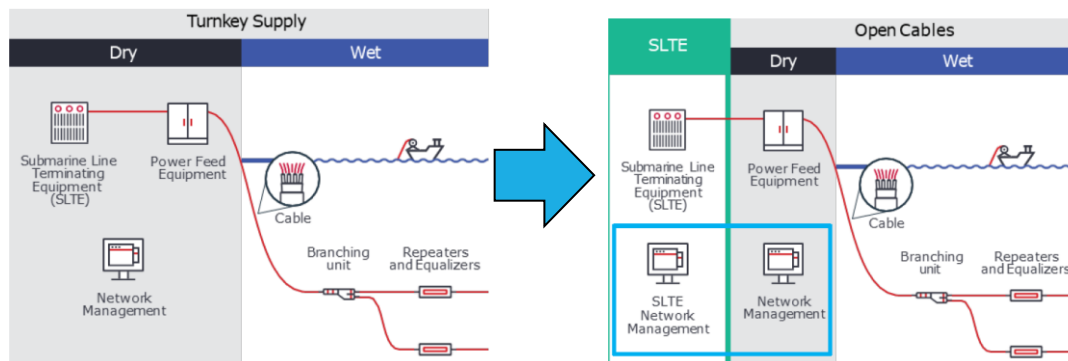 Turnkey Supply
Dry
Wet
Submarine Line
Terminating
Equipment
(SLTE)
Power Feed
Equipment
Cable
Network
Management
Branching
unit
Repeaters
and Equalizers
SLTE
Open Cables
Dry
Wet
Submarine Line
Terminating
Equipment
(SLTE)
Power Feed
Equipment
Cable
SLTE
Network
Management
Network
Management
Branching
unit
Repeaters
and Equalizers